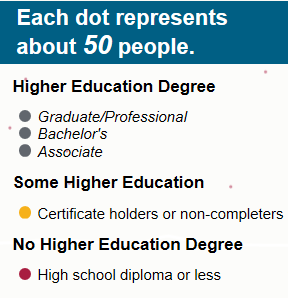 Each dot represents
about 50 people.
Higher Education Degree
Graduate/Professional
Bachelor's
Associate
Some Higher Education
Certificate holders or non-completers
No Higher Education Degree
High school diploma or less